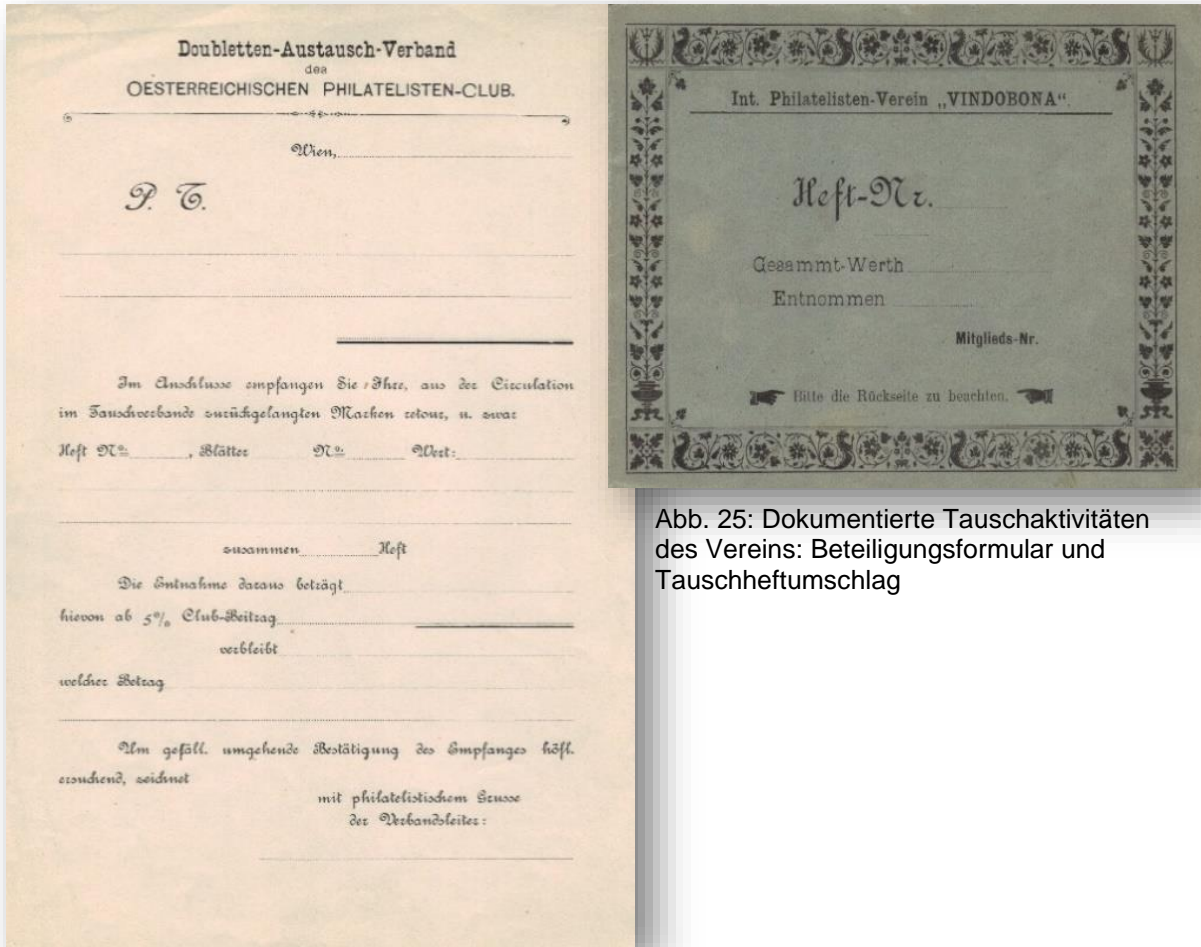 Doubletten-Austausch-Verband
des
OESTERREICHISCHEN PHILATELISTEN-CLUB.
Wien,
P. T.
Im Anschlusse empfangen Sie Ihre, aus der Circulation
im Tauschverbande zurückgelangten Marken retour, u. zwar
Heft No. , Blätter No. Wert:
zusammen Heft
Die Entnahme daraus beträgt
hievon ab 5% Club-Beitrag
verbleibt
welcher Betrag
Um gefäll. umgehende Bestätigung des Empfanges höfl.
ersuchend, zeichnet
mit philatelistischem Grusse
der Verbandsleiter:
Int. Philatelisten-Verein „VINDOBONA“.
Heft-Nr.
Gesammt-Werth
Entnommen
Mitglieds-Nr.
Bitte die Rückseite zu beachten.
Abb. 25: Dokumentierte Tauschaktivitäten
des Vereins: Beteiligungsformular und
Tauschheftumschlag